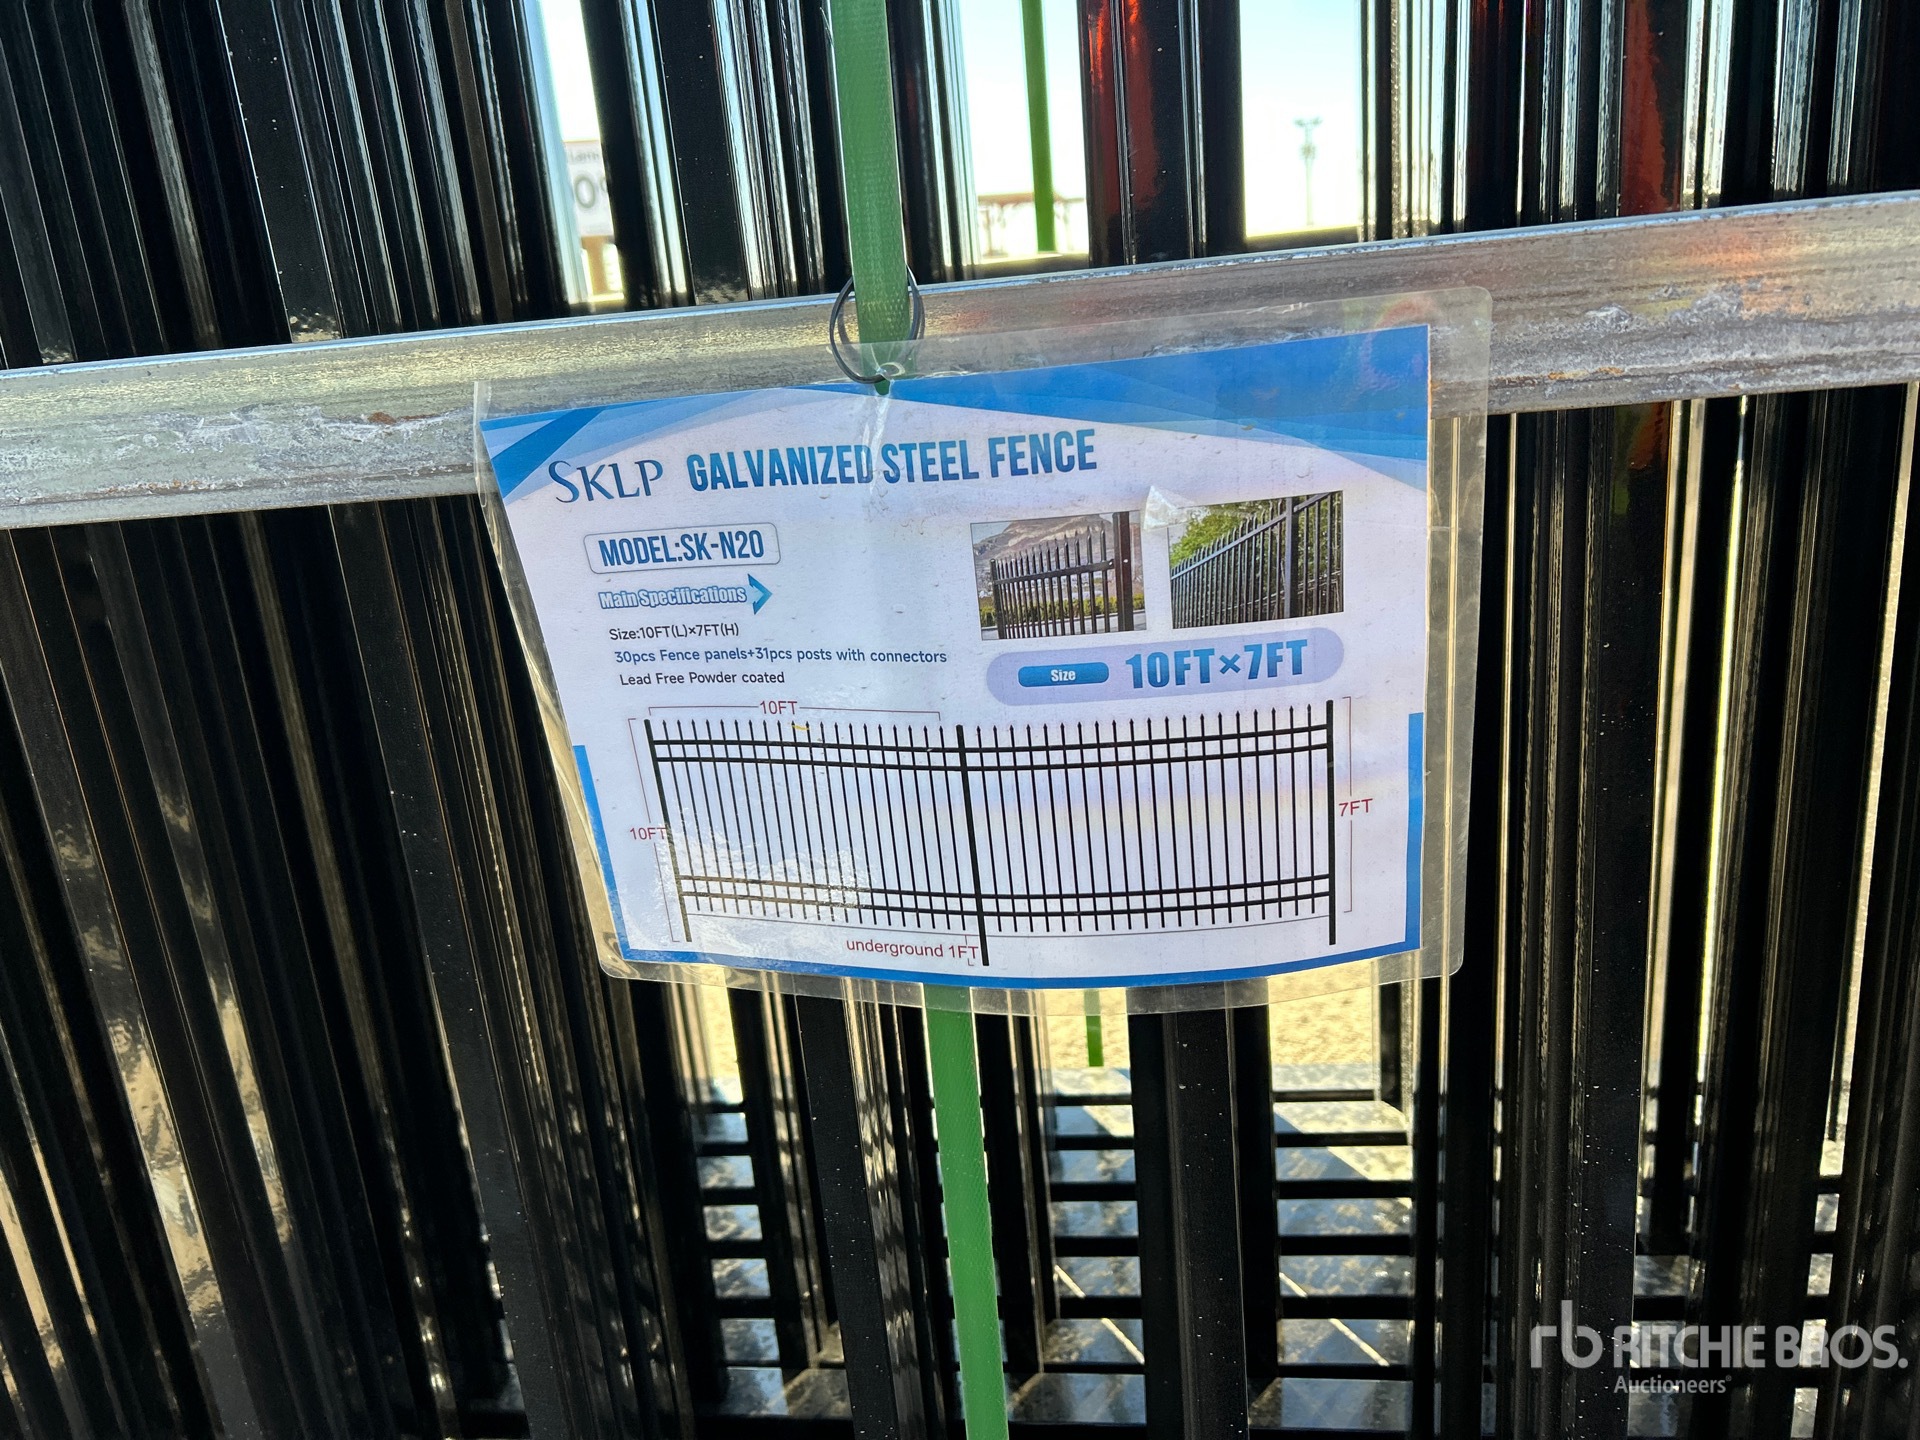 SKLP GALVANIZED STEEL FENCE
MODEL:SK-N20
Main Specifications
Size:10FT(L)×7FT(H)
30pcs Fence panels+31pcs posts with connectors
Lead Free Powder coated
Size 10FT×7FT
10FT
10FT
7FT
underground 1FT
rb RITCHIE BROS.
Auctioneers